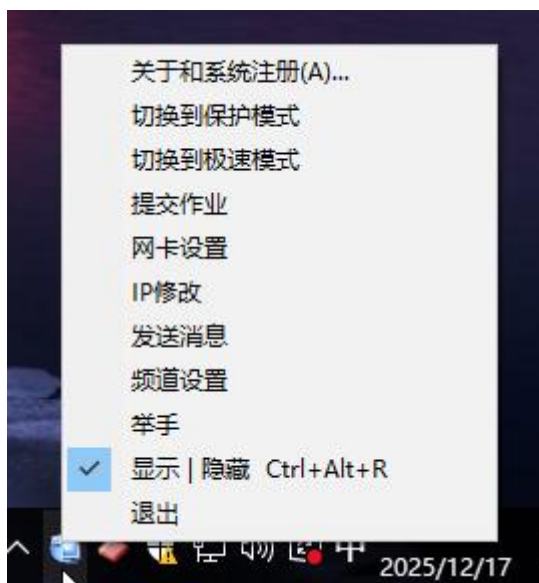 关于和系统注册(A)...
切换到保护模式
切换到极速模式
提交作业
网卡设置
IP修改
发送消息
频道设置
举手
显示 | 隐藏 Ctrl+Alt+R
退出
中
2025/12/17